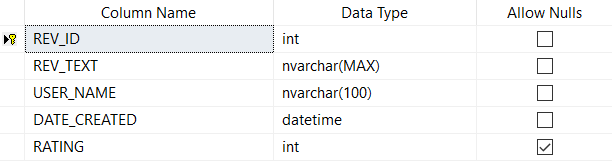 Column Name Data Type Allow Nulls
REV_ID int
REV_TEXT nvarchar(MAX)
USER_NAME nvarchar(100)
DATE_CREATED datetime
RATING int